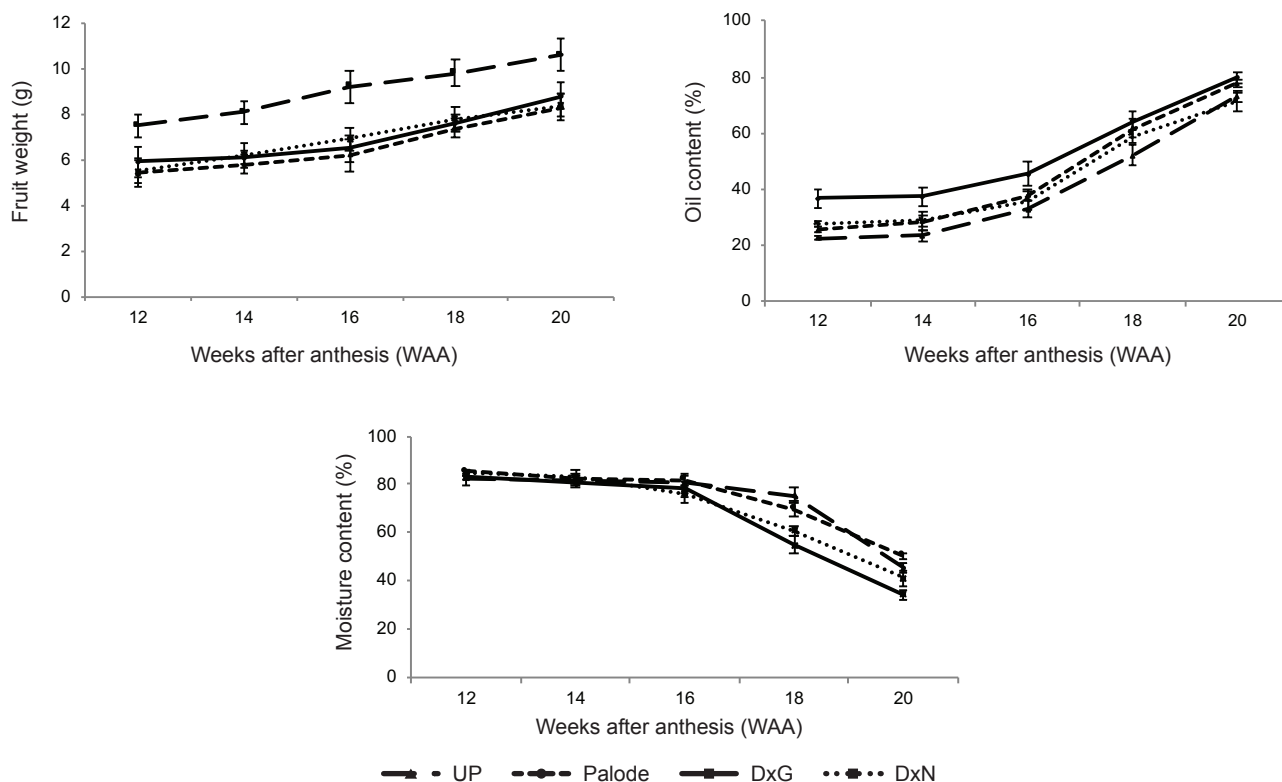 Fruit weight (g)
12
10
8
6
4
2
0
12 14 16 18 20
Weeks after anthesis (WAA)
Oil content (%)
100
80
60
40
20
0
12 14 16 18 20
Weeks after anthesis (WAA)
Moisture content (%)
100
80
60
40
20
0
12 14 16 18 20
Weeks after anthesis (WAA)
UP Palode DxG DxN